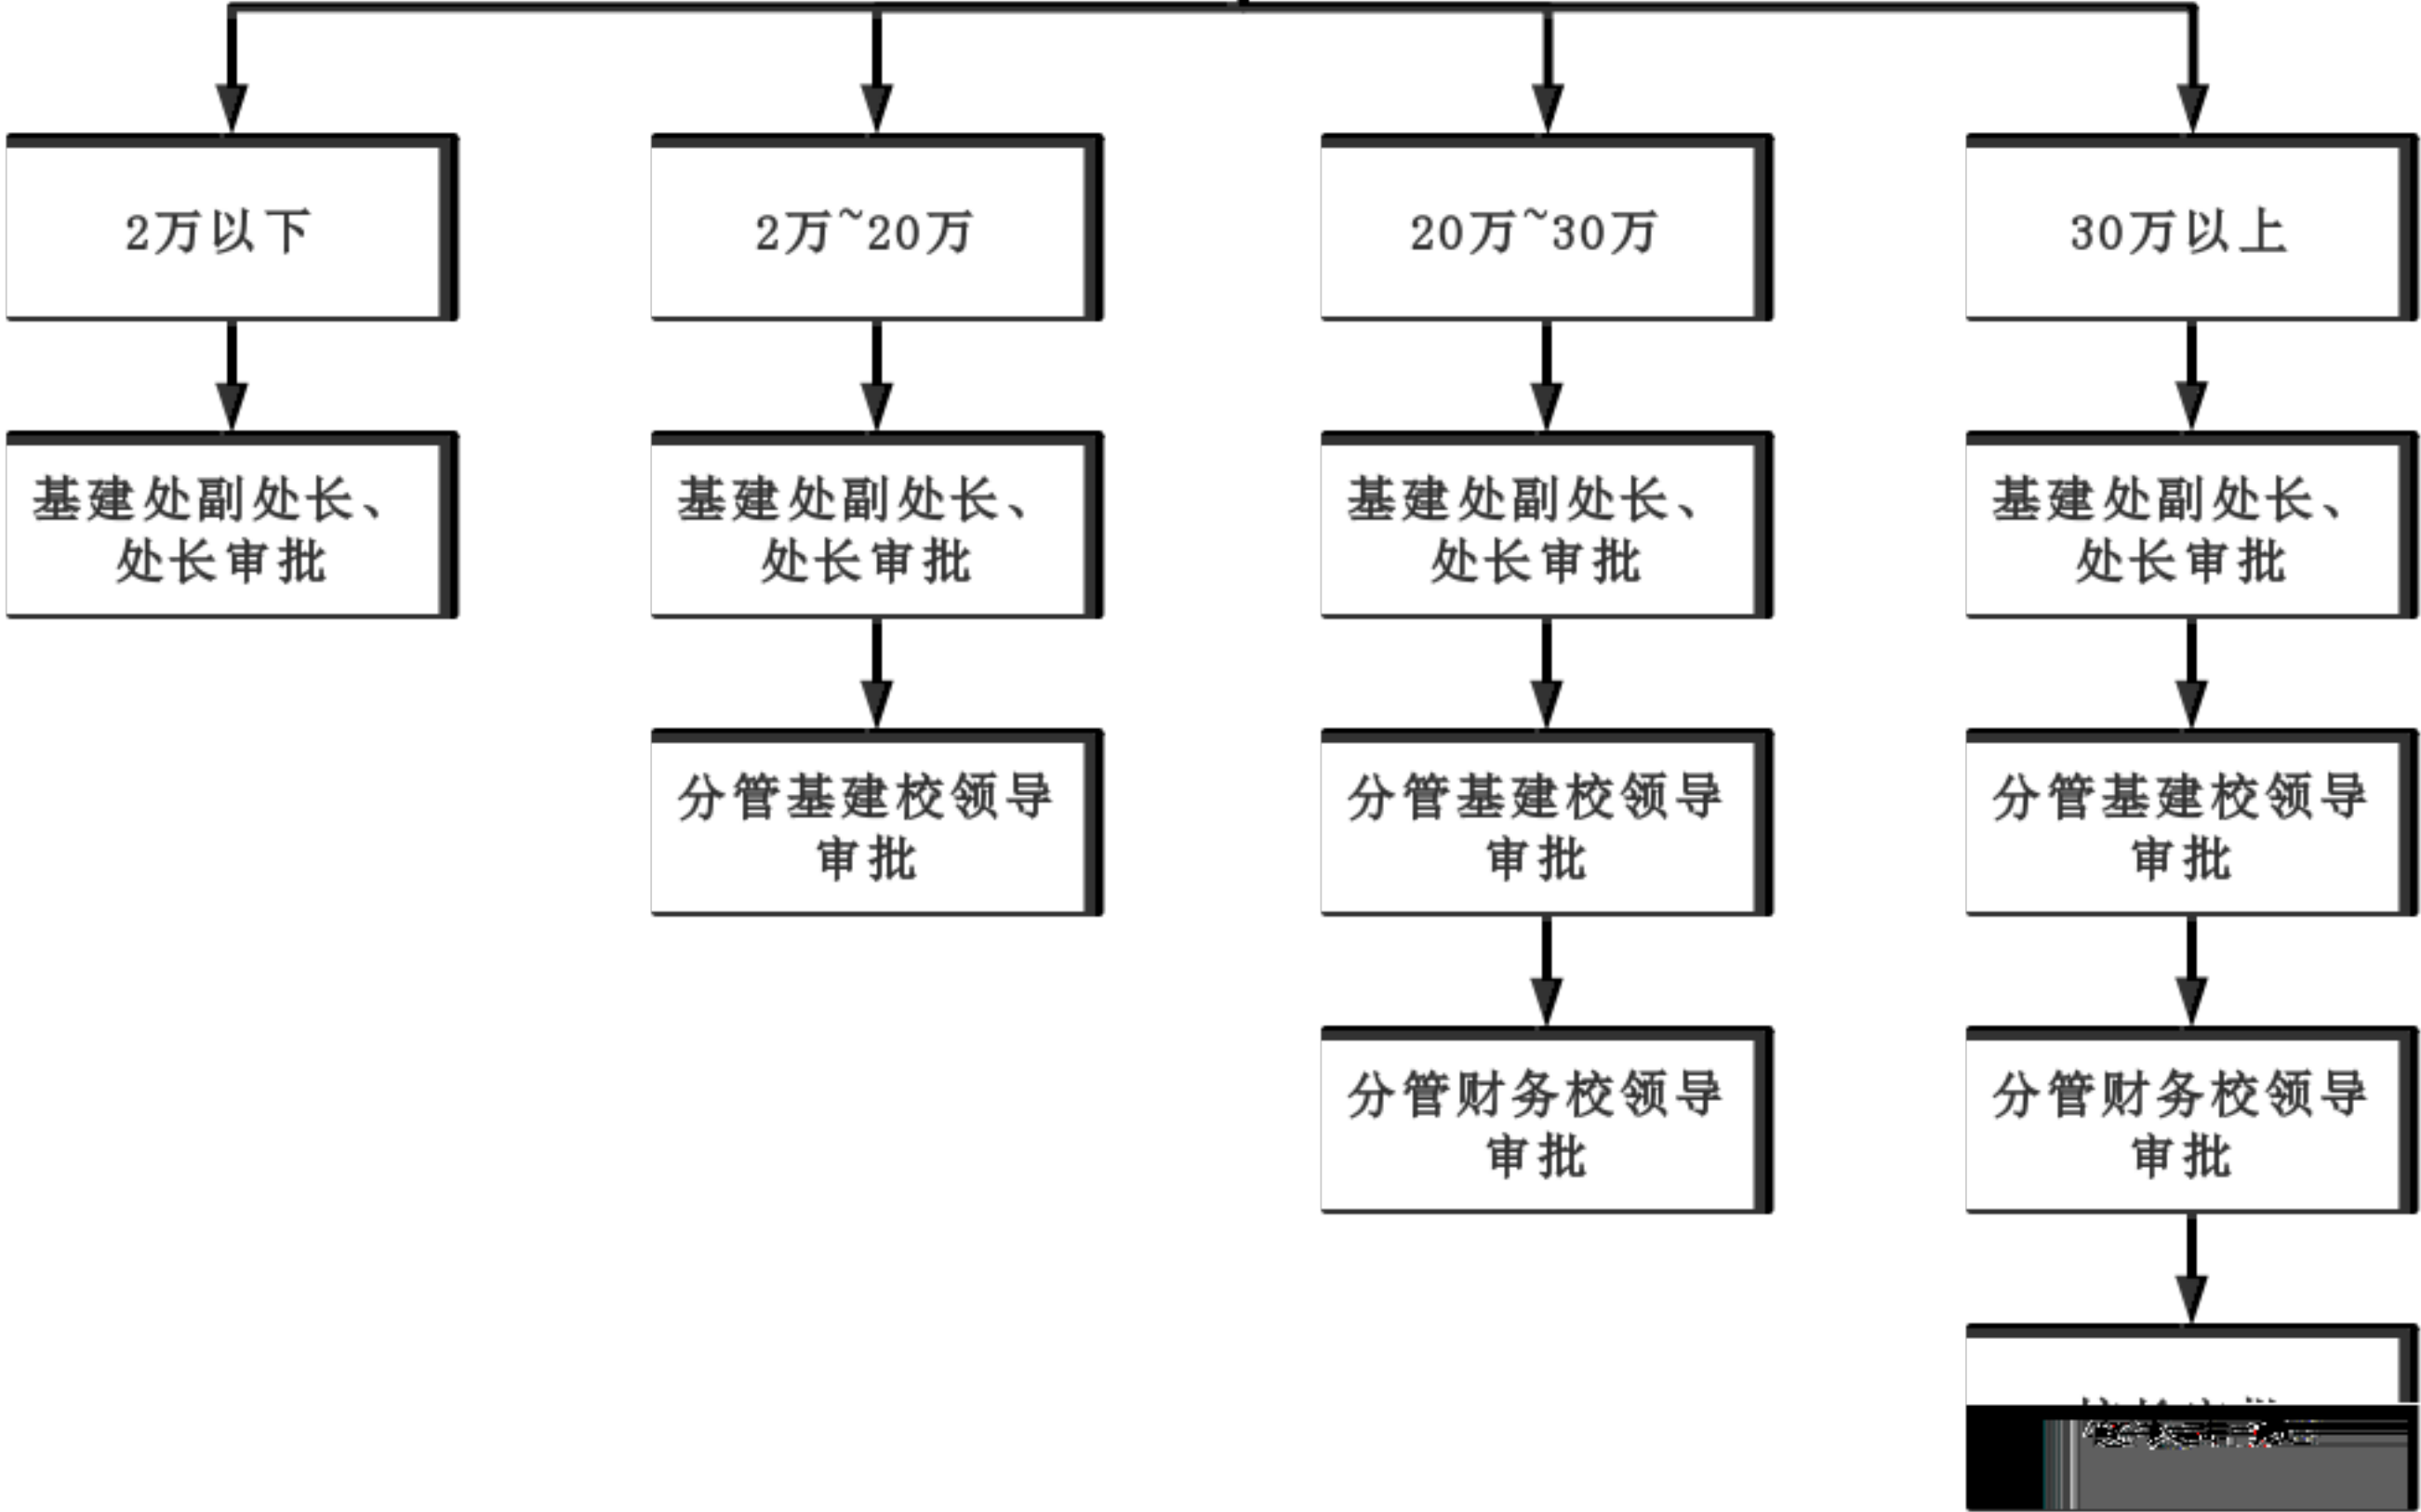 2万以下
2万~20万
20万~30万
30万以上
基建处副处长、
处长审批
基建处副处长、
处长审批
基建处副处长、
处长审批
基建处副处长、
处长审批
分管基建校领导
审批
分管基建校领导
审批
分管基建校领导
审批
分管财务校领导
审批
分管财务校领导
审批